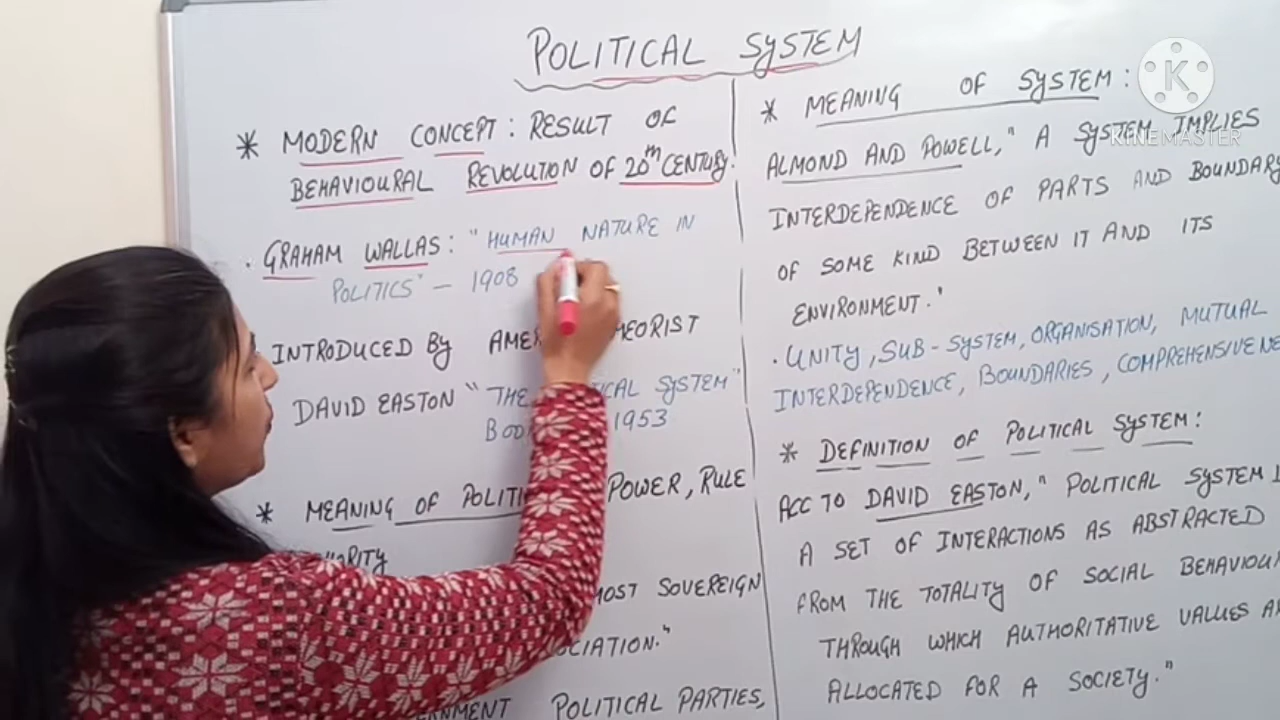 POLITICAL SYSTEM
* MODERN CONCEPT: RESULT OF
BEHAVIOURAL REVOLUTION OF 20th CENTURY.
. GRAHAM WALLAS: "HUMAN NATURE IN
POLITICS" - 1908
INTRODUCED By
DAVID EASTON "THE SYSTEM"
1953
* MEANING OF POWER, RULE
MOST SOVEREIGN
POLITICAL PARTIES,
* MEANING OF SYSTEM:
ALMOND AND POWELL," A SYSTEM IMPLIES
INTERDEPENDENCE OF PARTS AND BOUNDARY
OF SOME KIND BETWEEN IT AND ITS
ENVIRONMENT."
. UNITY, SUB-SYSTEM, ORGANISATION, MUTUAL
INTERDEPENDENCE, BOUNDARIES,
* DEFINITION OF POLITICAL SYSTEM:
ACC TO DAVID EASTON," POLITICAL SYSTEM
A SET OF INTERACTIONS AS ABSTRACTED
FROM THE TOTALITY OF SOCIAL
THROUGH WHICH AUTHORITATIVE VALUES
ALLOCATED FOR A SOCIETY."
K
KINEMASTER